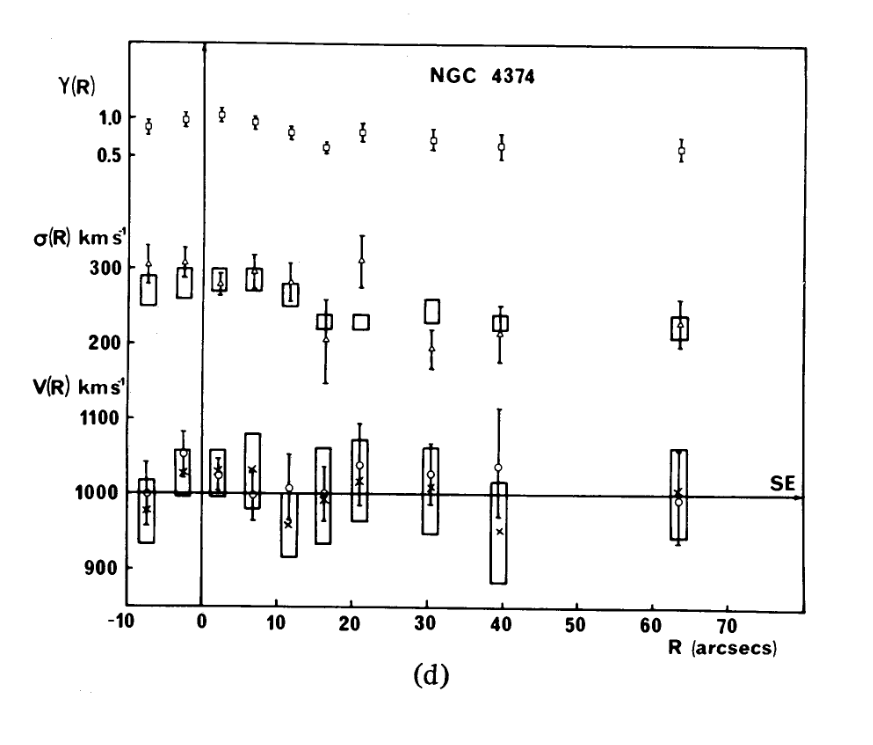 NGC 4374
γ(R)
1.0
0.5
σ(R) km s⁻¹
300
200
V(R) km s⁻¹
1100
1000
SE
900
-10 0 10 20 30 40 50 60 70
R (arcsecs)
(d)